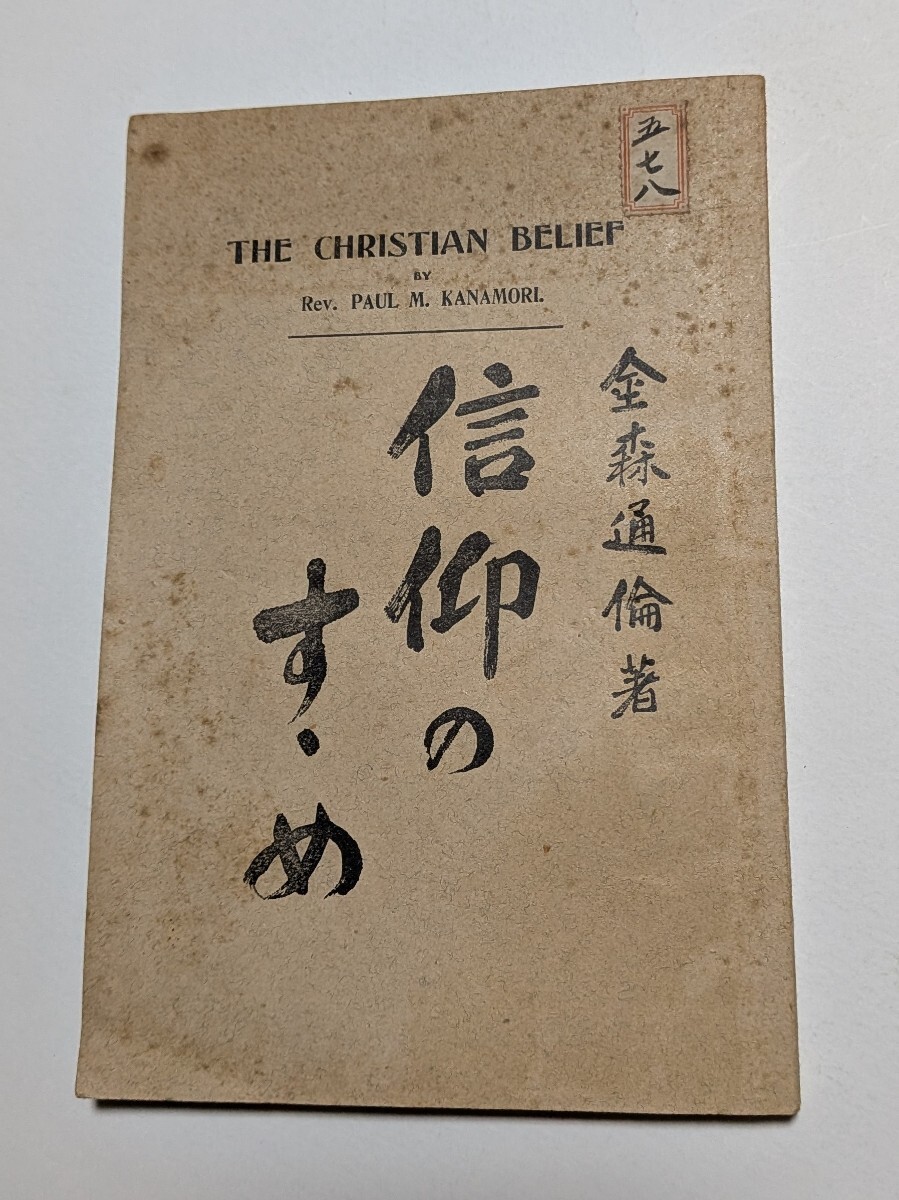 五七八
THE CHRISTIAN BELIEF
BY
Rev. PAUL M. KANAMORI.
金森通倫著
信仰の
すゝめ